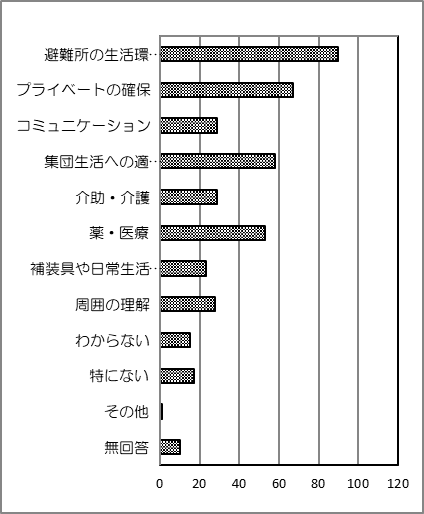 避難所の生活環…
プライベートの確保
コミュニケーション
集団生活への適…
介助・介護
薬・医療
補装具や日常生活…
周囲の理解
わからない
特にない
その他
無回答
0 20 40 60 80 100 120